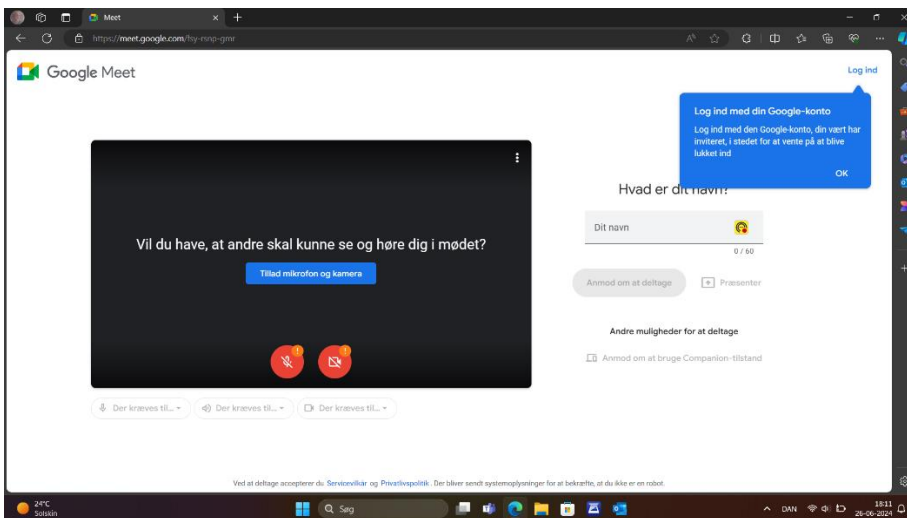 Meet
https://meet.google.com/fsy-esnp-gmr
Google Meet
Log ind
Log ind med din Google-konto
Log ind med den Google-konto, din vært har
inviteret, i stedet for at vente på at blive
lukket ind
OK
Hvad er dit navn?
Dit navn
0 / 60
Vil du have, at andre skal kunne se og høre dig i mødet?
Tillad mikrofon og kamera
Anmod om at deltage
Præsenter
Andre muligheder for at deltage
Anmod om at bruge Companion-tilstand
Der kræves til...
Der kræves til...
Der kræves til...
Ved at deltage accepterer du Servicevilkår og Privatlivspolitik. Der bliver sendt systemoplysninger for at bekræfte, at du ikke er en robot.
24°C
Solskin
Søg
DAN
18:11
26-06-2024